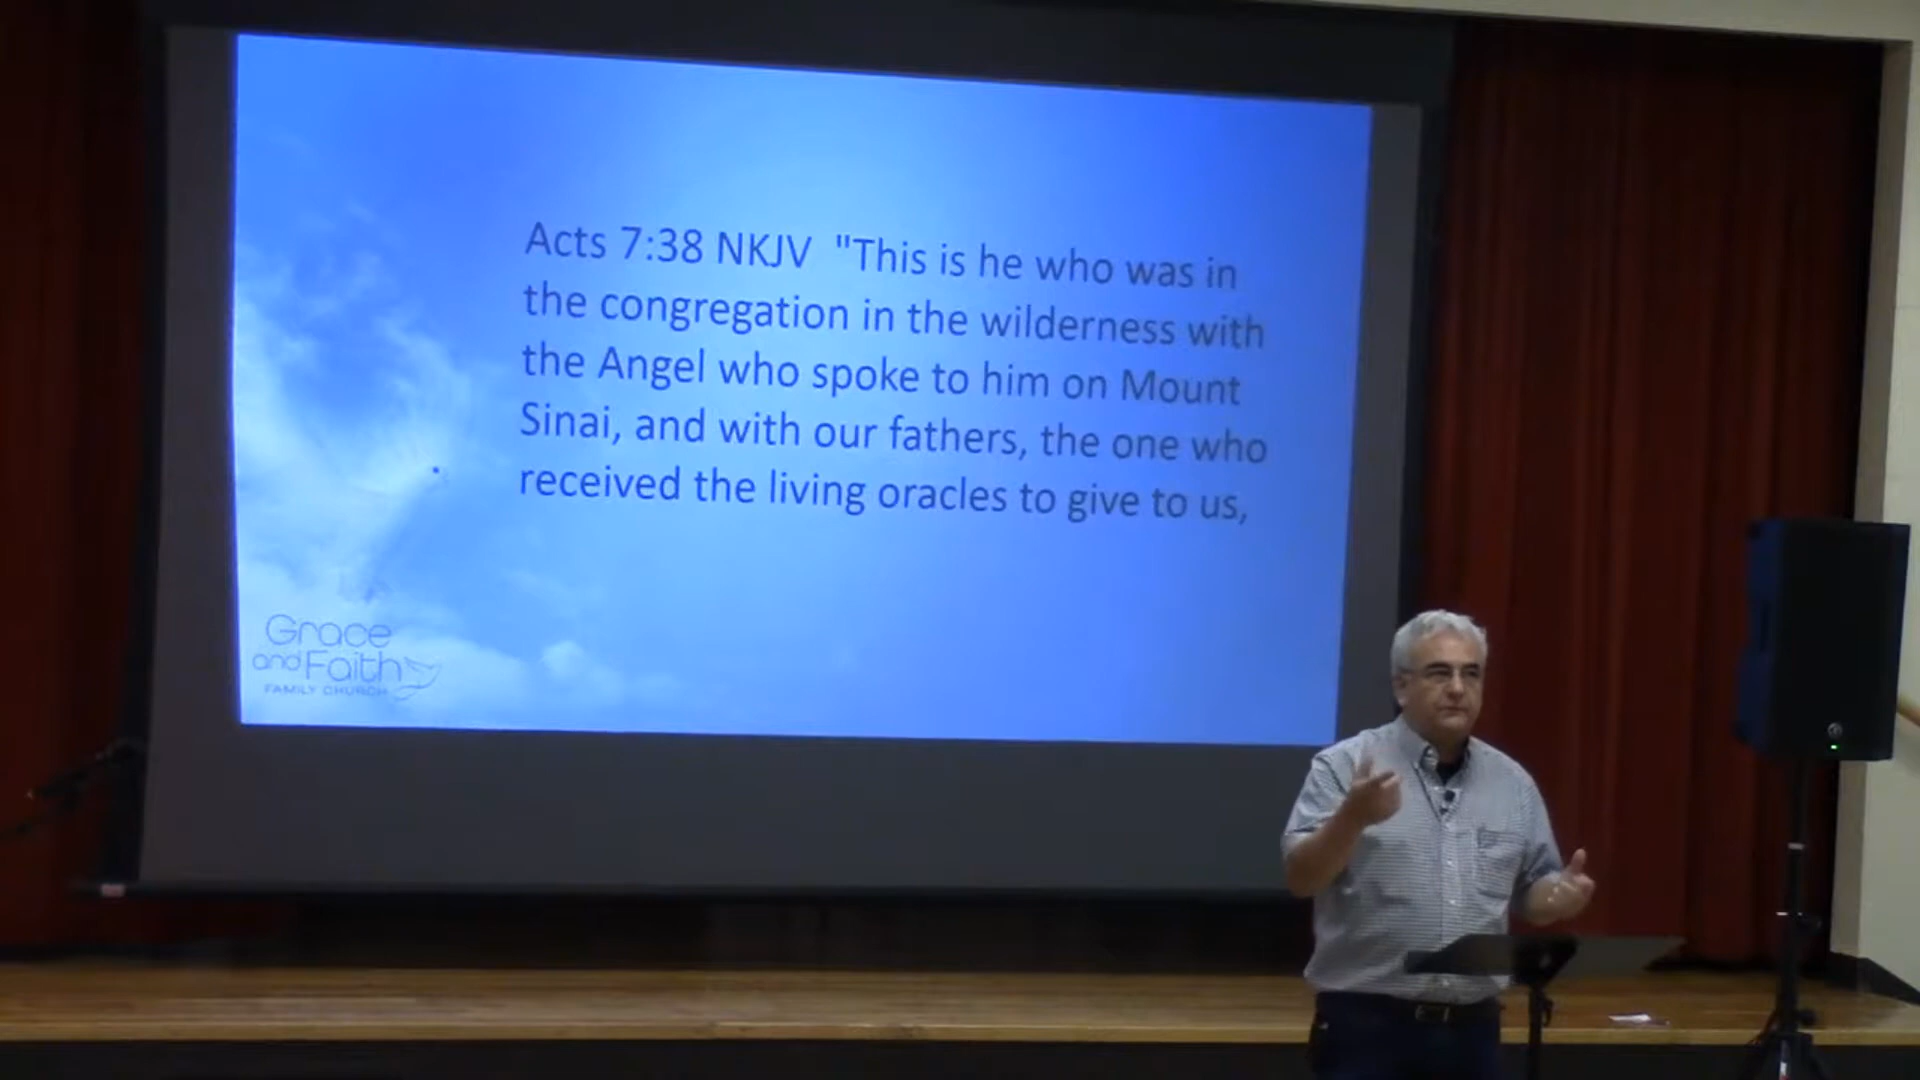 Acts 7:38 NKJV "This is he who was in
the congregation in the wilderness with
the Angel who spoke to him on Mount
Sinai, and with our fathers, the one who
received the living oracles to give to us,
Grace
and Faith
FAMILY CHURCH